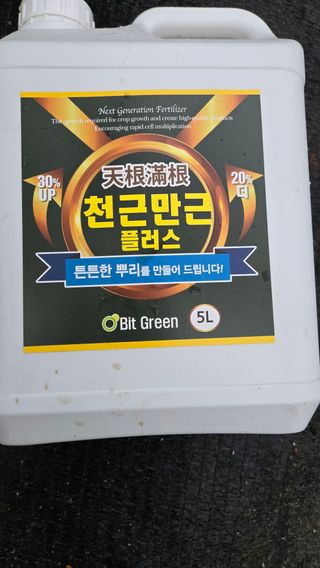 Next Generation Fertilizer
The growth required for crop growth and create high-quality products
Encouraging rapid cell multiplication
天根滿根
30% UP
20% 더
천근만근
플러스
튼튼한 뿌리를 만들어 드립니다!
Bit Green
5L